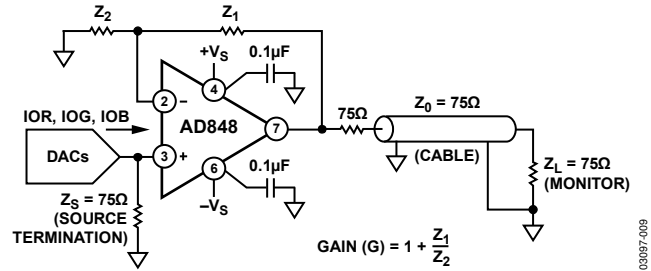 Z2
Z1
+VS
0.1µF
4
2
–
IOR, IOG, IOB
AD848
7
75Ω
Z0 = 75Ω
DACs
3
+
6
0.1µF
(CABLE)
ZL = 75Ω
(MONITOR)
ZS = 75Ω
(SOURCE
TERMINATION)
–VS
GAIN (G) = 1 + Z1/Z2
03097-009